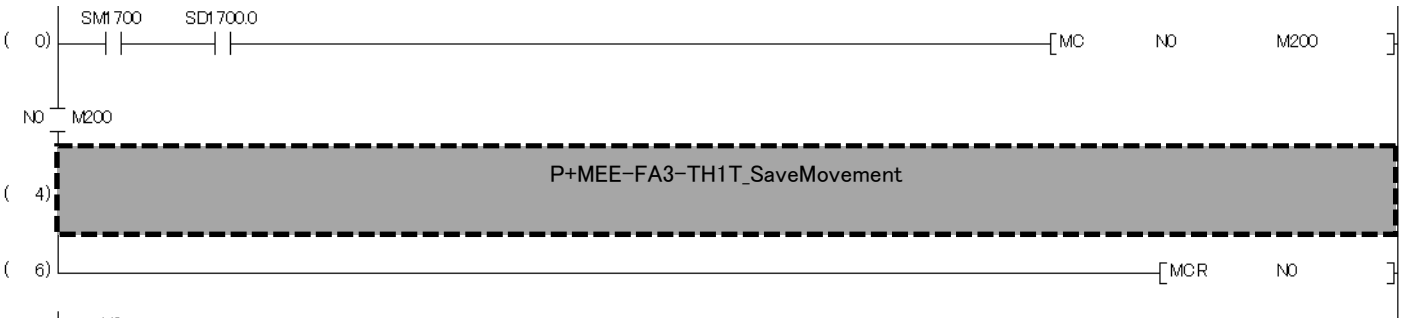 SM1700 SD1700.0
( 0) MC N0 M200
N0 M200
P+MEE-FA3-TH1T_SaveMovement
( 4)
( 6) MCR N0